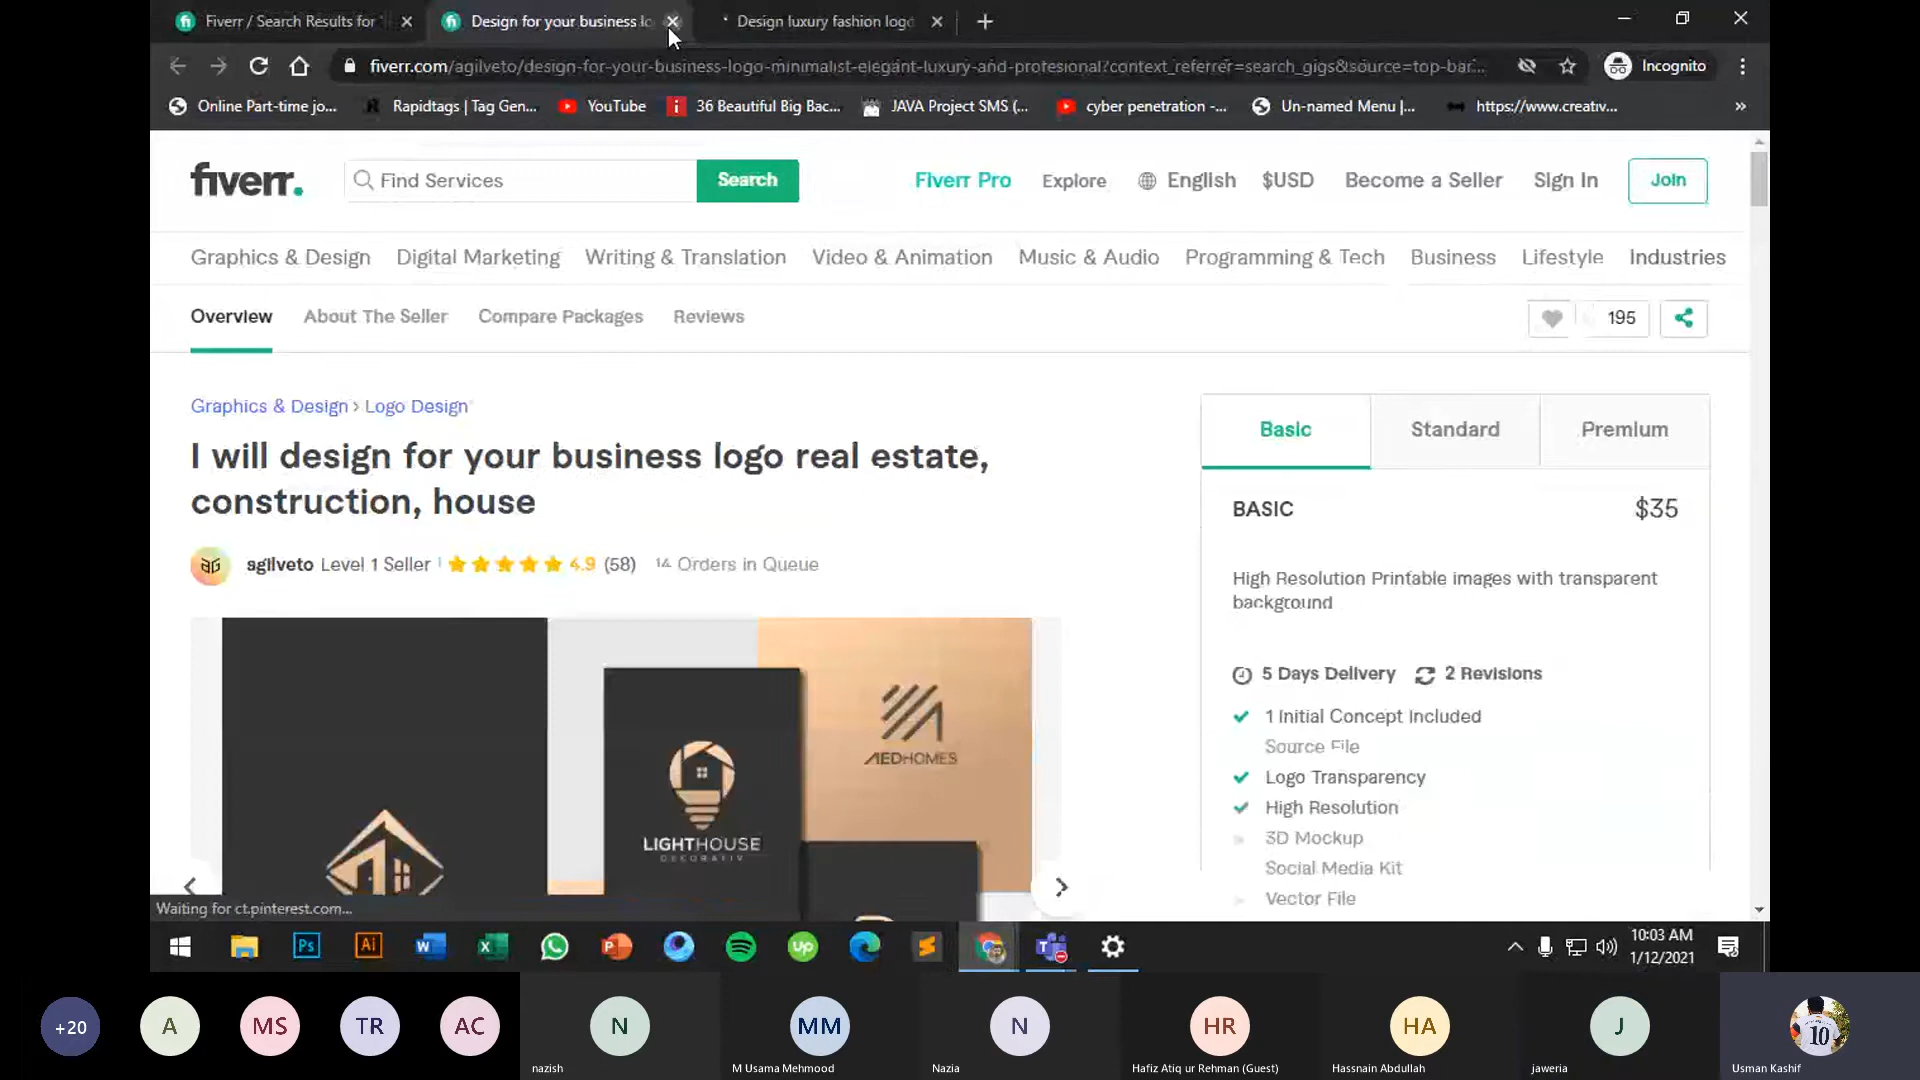 Fiverr / Search Results for
Design for your business lo
Design luxury fashion logo
fiverr.com/agilveto/design-for-your-business-logo-minimalist-elegant-luxury-and-profesional?context_referrer=search_gigs&source=top-bar...
Incognito
Online Part-time jo...
Rapidtags | Tag Gen...
YouTube
36 Beautiful Big Bac...
JAVA Project SMS (...
cyber penetration -...
Un-named Menu |...
https://www.creativ...
»
fiverr.
Find Services
Search
Fiverr Pro
Explore
English
$USD
Become a Seller
Sign In
Join
Graphics & Design
Digital Marketing
Writing & Translation
Video & Animation
Music & Audio
Programming & Tech
Business
Lifestyle
Industries
Overview
About The Seller
Compare Packages
Reviews
195
Graphics & Design › Logo Design
I will design for your business logo real estate,
construction, house
agilveto Level 1 Seller | 4.9 (58) 14 Orders in Queue
Basic
Standard
Premium
BASIC
$35
High Resolution Printable images with transparent
background
5 Days Delivery
2 Revisions
1 Initial Concept Included
Source File
Logo Transparency
High Resolution
3D Mockup
Social Media Kit
Vector File
AEDHOMES
LIGHTHOUSE
DEKORATIV
Waiting for ct.pinterest.com...
Ps
Ai
10:03 AM
1/12/2021
+20
A
MS
TR
AC
N
nazish
MM
M Usama Mehmood
N
Nazia
HR
Hafiz Atiq ur Rehman (Guest)
HA
Hassnain Abdullah
J
jaweria
10
Usman Kashif